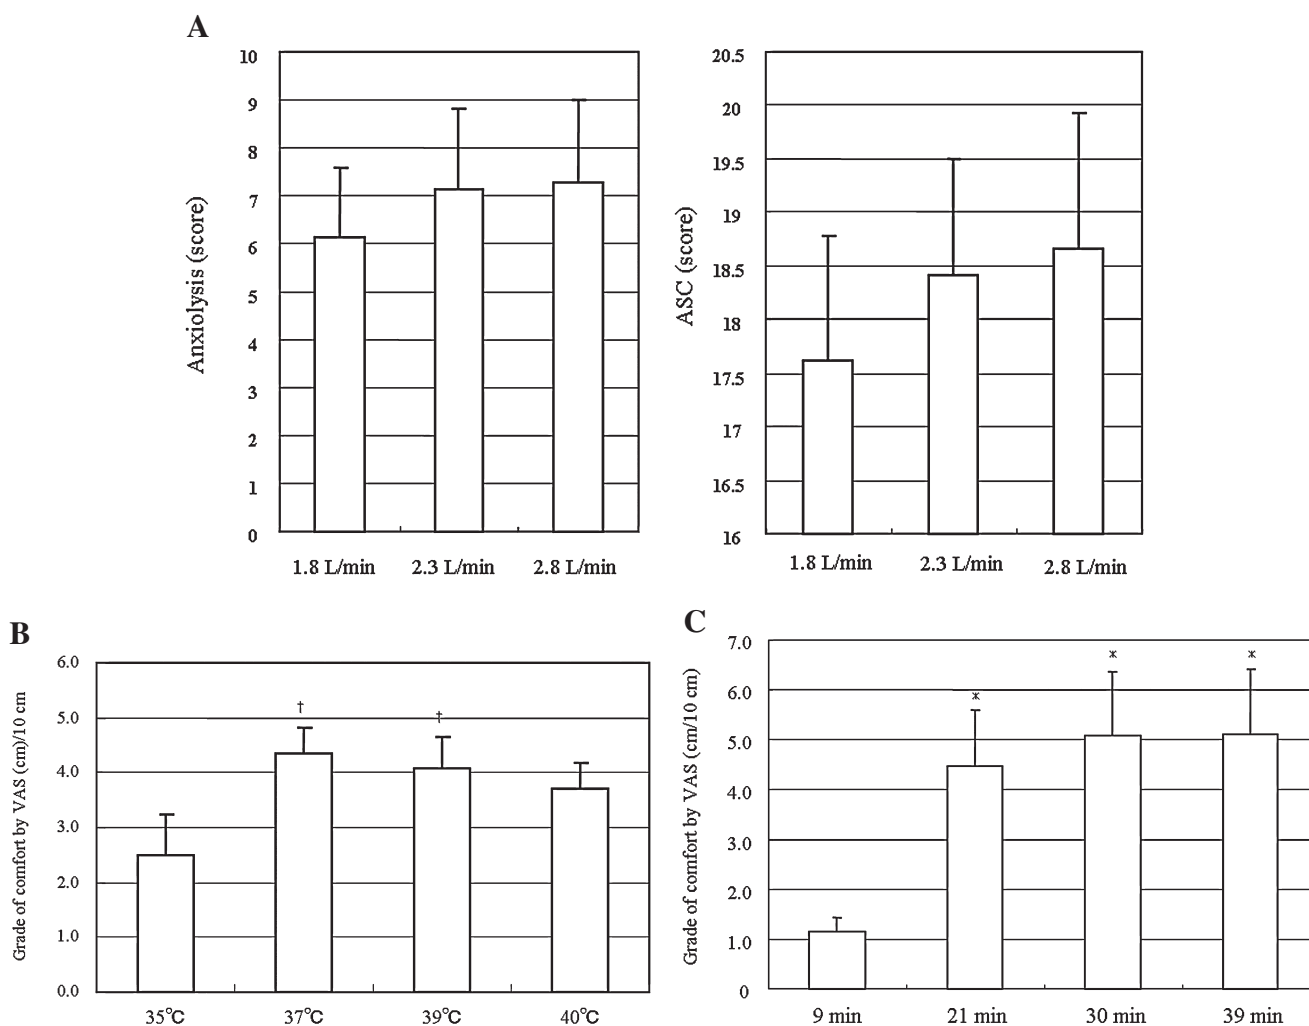 A
10
9
8
7
6
5
4
3
2
1
0
Anxiolysis (score)
1.8 L/min
2.3 L/min
2.8 L/min
20.5
20
19.5
19
18.5
18
17.5
17
16.5
16
ASC (score)
1.8 L/min
2.3 L/min
2.8 L/min
B
6.0
5.0
4.0
3.0
2.0
1.0
0.0
Grade of comfort by VAS (cm)/10 cm
†
‡
35℃
37℃
39℃
40℃
C
7.0
6.0
5.0
4.0
3.0
2.0
1.0
0
Grade of comfort by VAS (cm/10 cm)
*
*
*
9 min
21 min
30 min
39 min